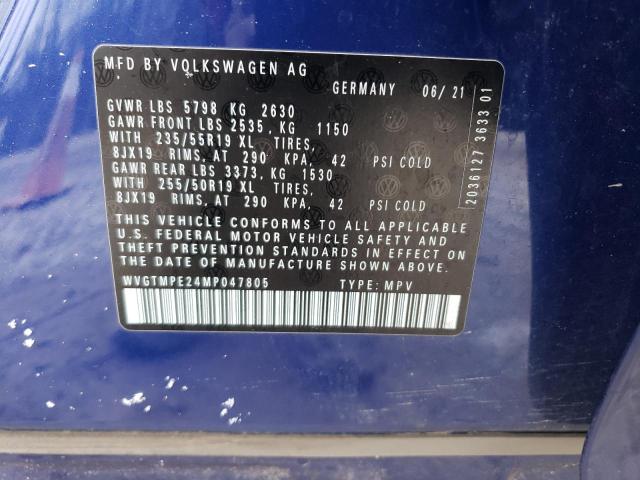 MFD BY VOLKSWAGEN AG
GERMANY 06/21
GVWR LBS 5798 KG 2630
GAWR FRONT LBS 2535, KG 1150
WITH 235/55R19 XL TIRES,
8JX19 RIMS, AT 290 KPA, 42 PSI COLD
GAWR REAR LBS 3373, KG 1530
WITH 255/50R19 XL TIRES,
8JX19 RIMS, AT 290 KPA, 42 PSI COLD
THIS VEHICLE CONFORMS TO ALL APPLICABLE
U.S. FEDERAL MOTOR VEHICLE SAFETY AND
THEFT PREVENTION STANDARDS IN EFFECT ON
THE DATE OF MANUFACTURE SHOWN ABOVE.
WVGTMPE24MP047805 TYPE: MPV
2036127 3633 01